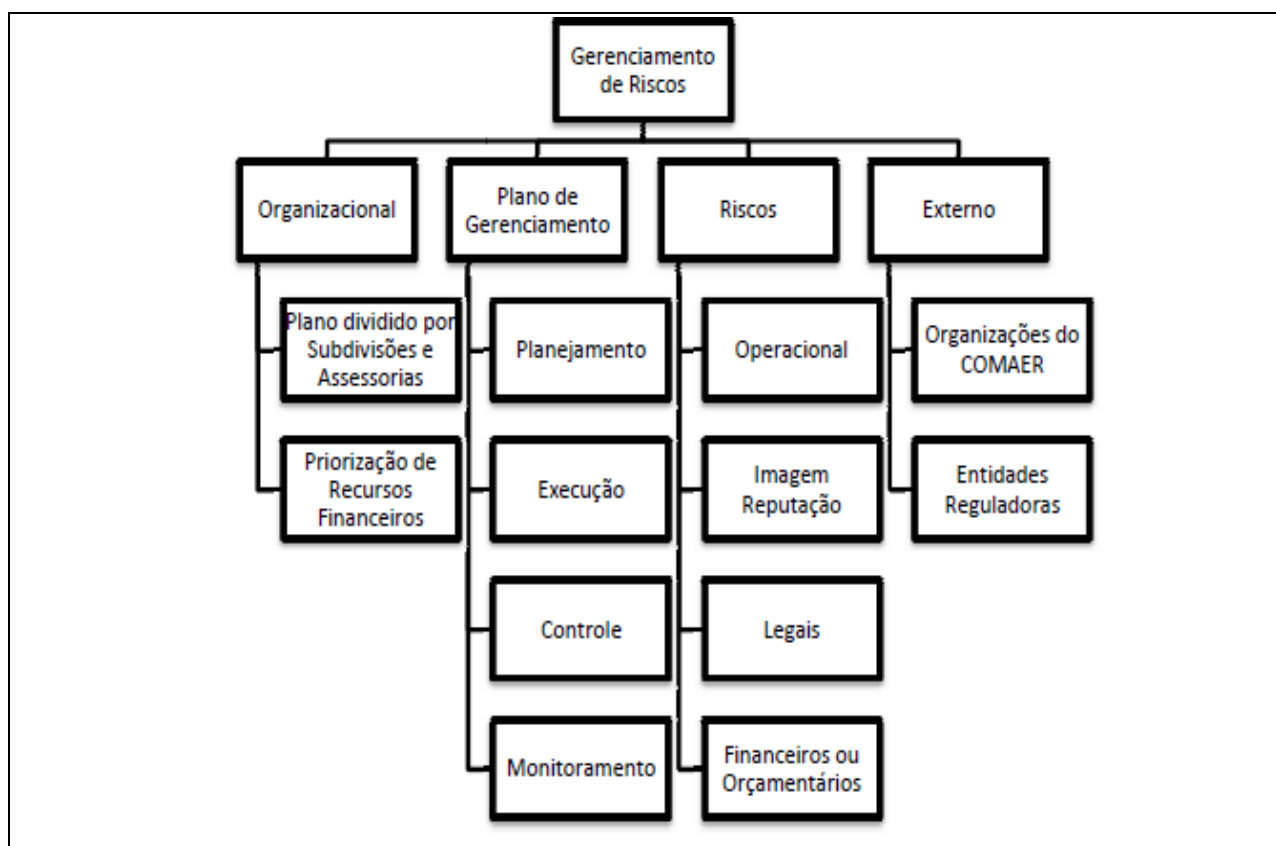 Gerenciamento
de Riscos
Organizacional
Plano de
Gerenciamento
Riscos
Externo
Plano dividido por
Subdivisões e
Assessorias
Planejamento
Operacional
Organizações do
COMAER
Priorização de
Recursos
Financeiros
Execução
Imagem
Reputação
Entidades
Reguladoras
Controle
Legais
Monitoramento
Financeiros ou
Orçamentários